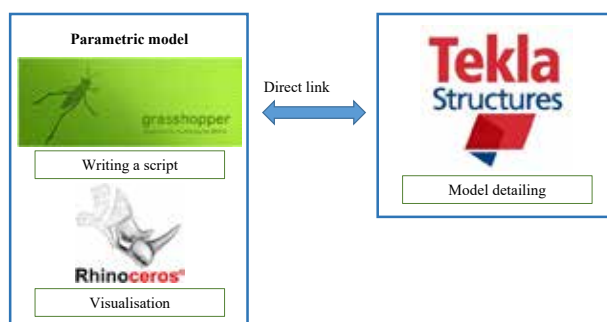 Parametric model
grasshopper
Writing a script
Rhinoceros®
Visualisation
Direct link
Tekla
Structures
Model detailing